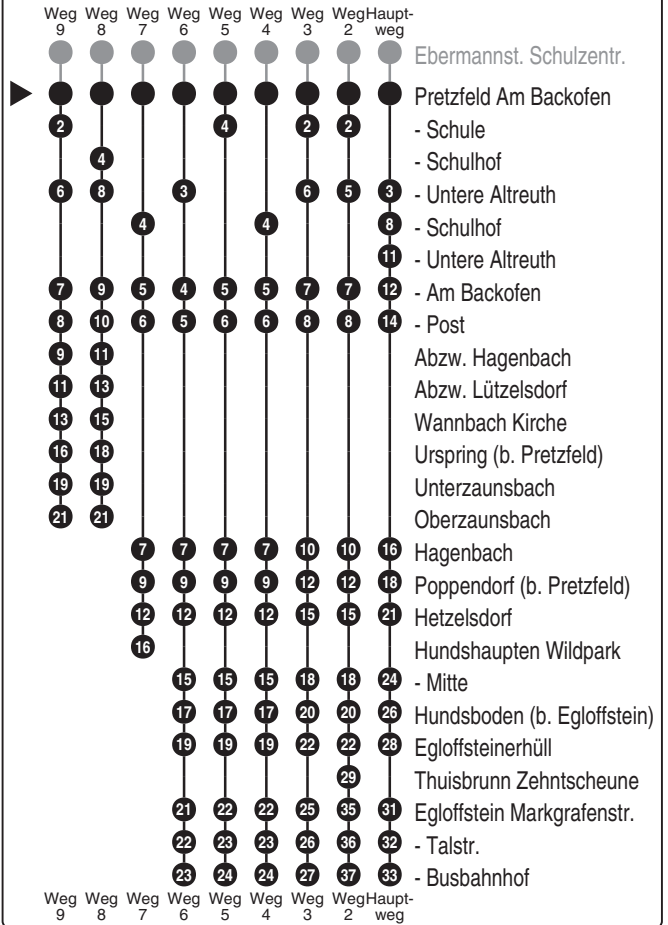 Weg 9 Weg 8 Weg 7 Weg 6 Weg 5 Weg 4 Weg 3 Weg 2 Haupt-weg
Ebermannst. Schulzentr.
Pretzfeld Am Backofen
2 4 2 2 - Schule
4 - Schulhof
6 8 3 6 5 3 - Untere Altreuth
4 4 8 - Schulhof
11 - Untere Altreuth
7 9 5 4 5 5 7 7 12 - Am Backofen
8 10 6 5 6 6 8 8 14 - Post
9 11 Abzw. Hagenbach
11 13 Abzw. Lützelsdorf
13 15 Wannbach Kirche
16 18 Urspring (b. Pretzfeld)
19 19 Unterzaunsbach
21 21 Oberzaunsbach
7 7 7 7 10 10 16 Hagenbach
9 9 9 9 12 12 18 Poppendorf (b. Pretzfeld)
12 12 12 12 15 15 21 Hetzelsdorf
16 Hundshaupten Wildpark
15 15 15 18 18 24 - Mitte
17 17 17 20 20 26 Hundsboden (b. Egloffstein)
19 19 19 22 22 28 Egloffsteinerhüll
29 Thuisbrunn Zehntscheune
21 22 22 25 35 31 Egloffstein Markgrafenstr.
22 23 23 26 36 32 - Talstr.
23 24 24 27 37 33 - Busbahnhof
Weg 9 Weg 8 Weg 7 Weg 6 Weg 5 Weg 4 Weg 3 Weg 2 Haupt-weg